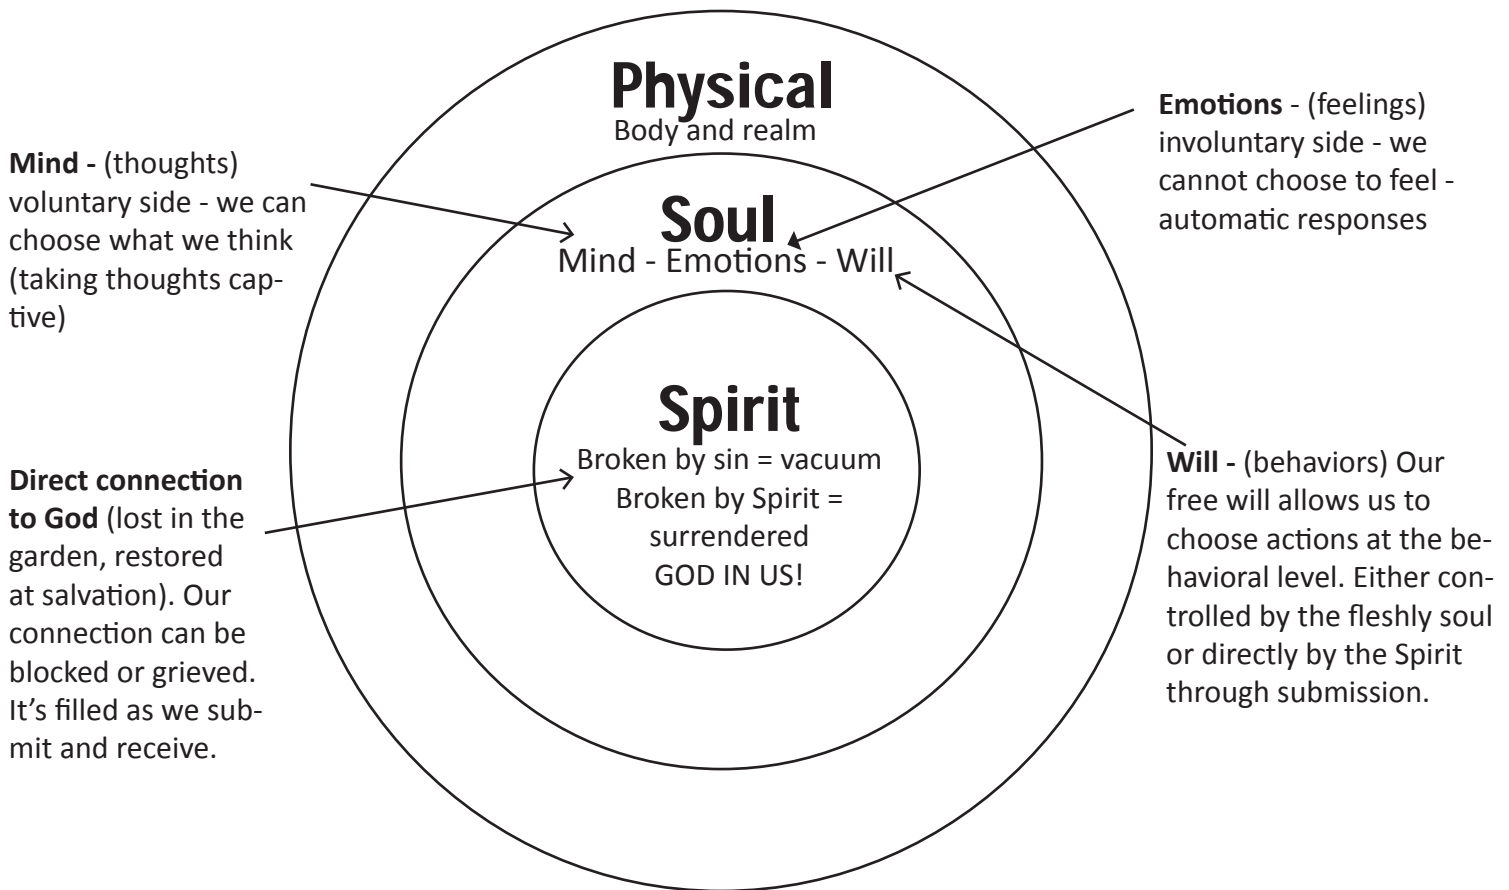 Physical
Body and realm
Mind - (thoughts)
voluntary side - we can
choose what we think
(taking thoughts cap-
tive)
Emotions - (feelings)
involuntary side - we
cannot choose to feel -
automatic responses
Soul
Mind - Emotions - Will
Spirit
Broken by sin = vacuum
Broken by Spirit =
surrendered
GOD IN US!
Direct connection
to God (lost in the
garden, restored
at salvation). Our
connection can be
blocked or grieved.
It’s filled as we sub-
mit and receive.
Will - (behaviors) Our
free will allows us to
choose actions at the be-
havioral level. Either con-
trolled by the fleshly soul
or directly by the Spirit
through submission.